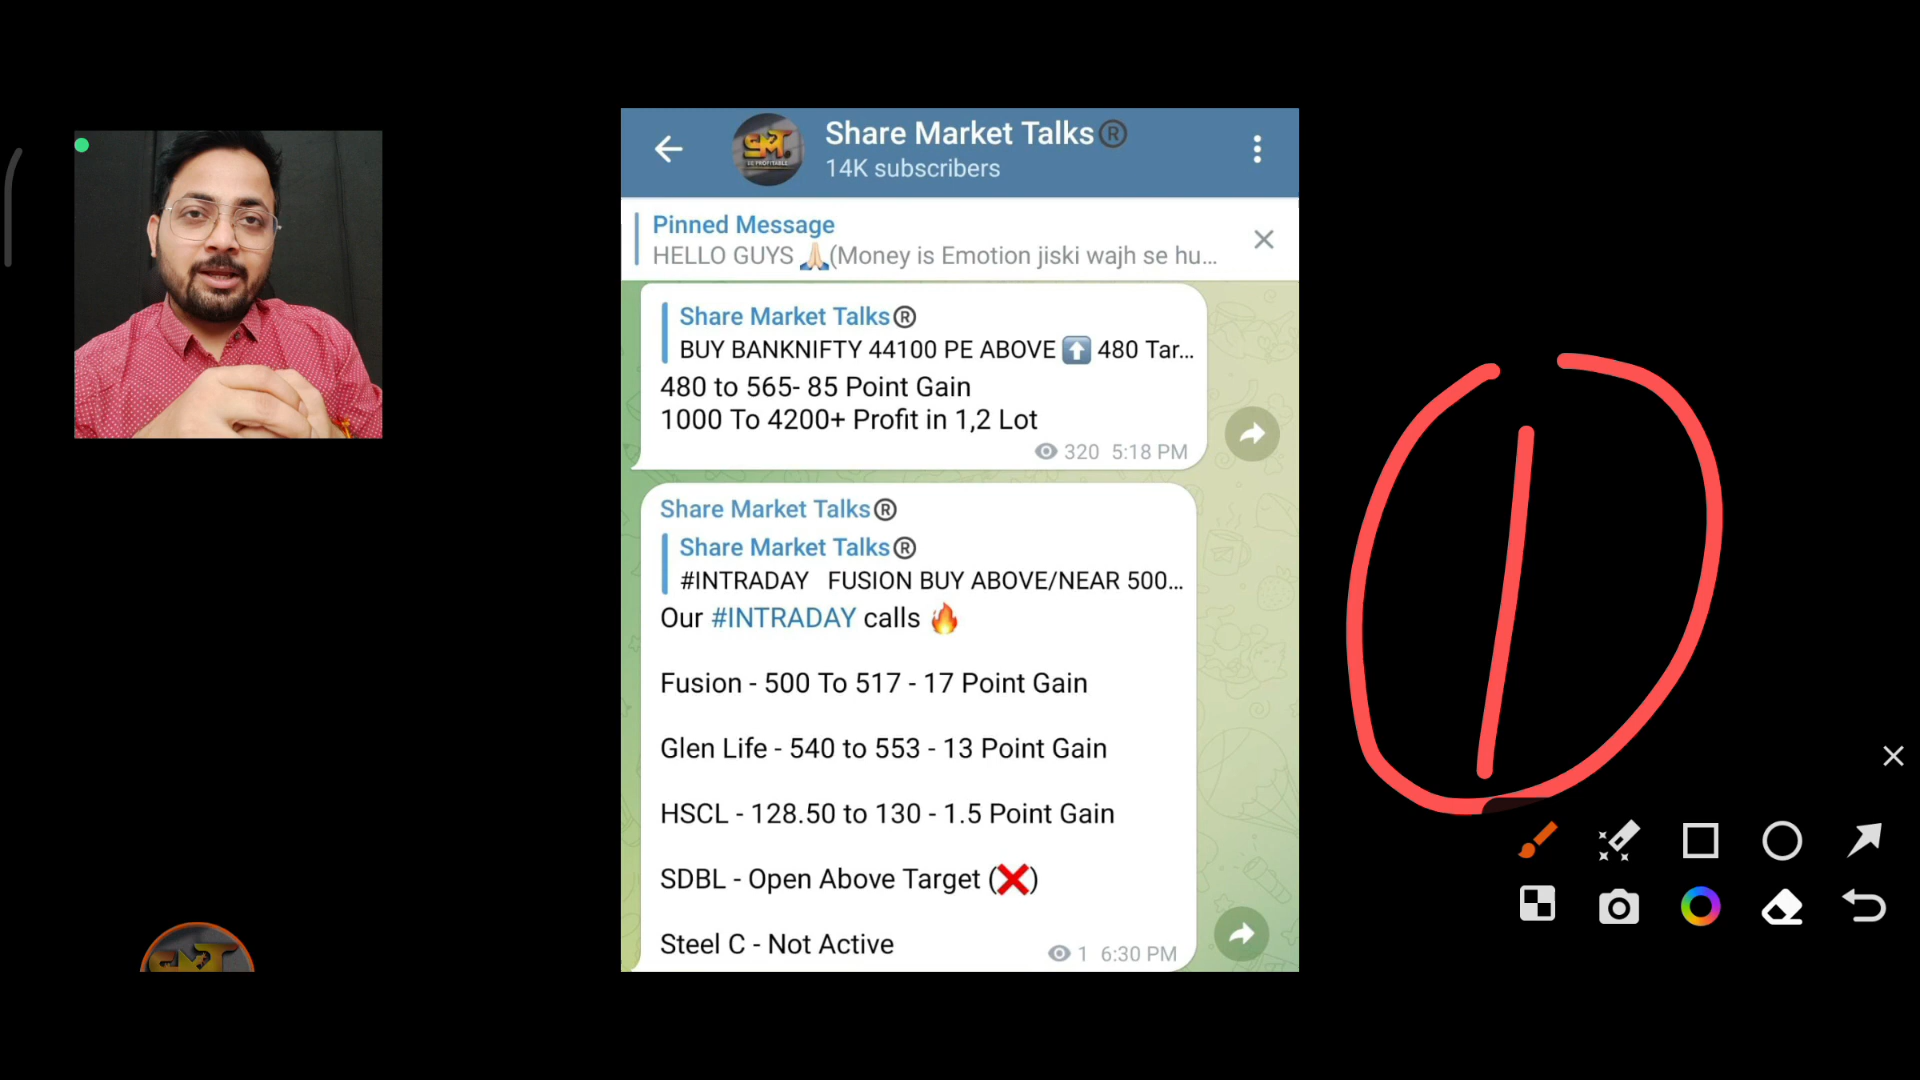 Share Market Talks®
14K subscribers
Pinned Message
HELLO GUYS 🙏(Money is Emotion jiski wajh se hu...
Share Market Talks®
BUY BANKNIFTY 44100 PE ABOVE ⬆️ 480 Tar...
480 to 565- 85 Point Gain
1000 To 4200+ Profit in 1,2 Lot
320 5:18 PM
Share Market Talks®
Share Market Talks®
#INTRADAY FUSION BUY ABOVE/NEAR 500...
Our #INTRADAY calls 🔥
Fusion - 500 To 517 - 17 Point Gain
Glen Life - 540 to 553 - 13 Point Gain
HSCL - 128.50 to 130 - 1.5 Point Gain
SDBL - Open Above Target (❌)
Steel C - Not Active
1 6:30 PM
SMT
BE PROFITABLE
1